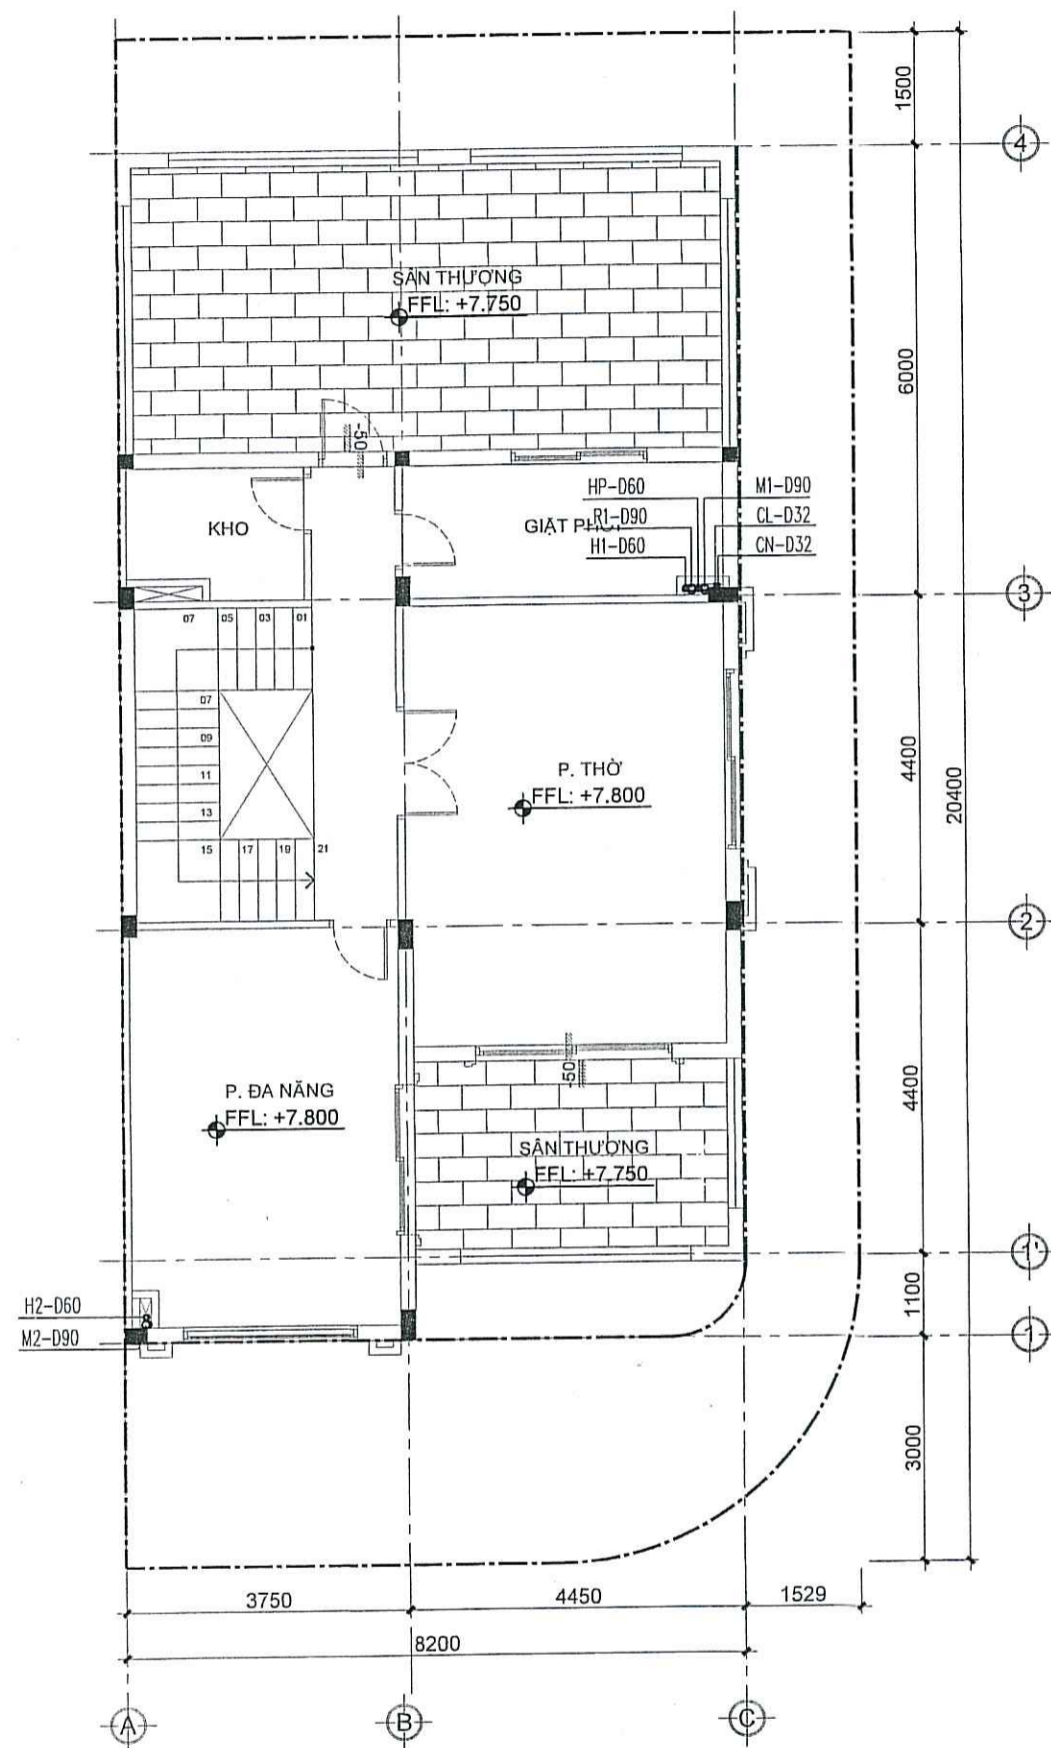 1500
4
SÂN THƯỢNG
FFL: +7.750
6000
-50
HP-D60
M1-D90
KHO
GIẶT PHƠI
R1-D90
CL-D32
H1-D60
CN-D32
3
07
05
03
01
07
09
11
13
15
17
19
21
P. THỜ
FFL: +7.800
4400
20400
2
-50
P. ĐA NĂNG
FFL: +7.800
4400
SÂN THƯỢNG
FFL: +7.750
1'
H2-D60
M2-D90
1100
1
3000
3750
4450
1529
8200
A
B
C